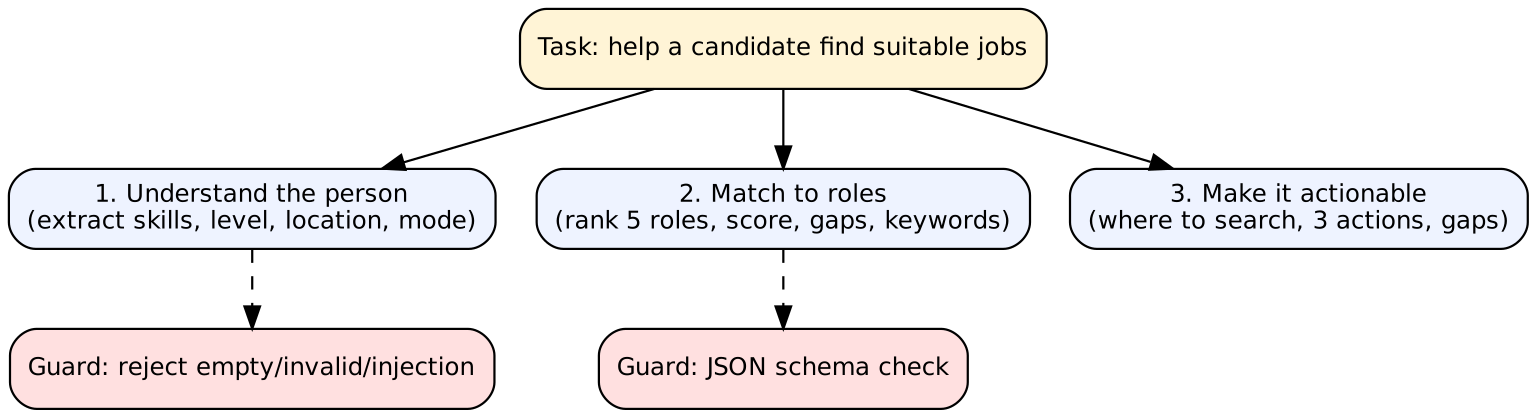 Task: help a candidate find suitable jobs
1. Understand the person
(extract skills, level, location, mode)
2. Match to roles
(rank 5 roles, score, gaps, keywords)
3. Make it actionable
(where to search, 3 actions, gaps)
Guard: reject empty/invalid/injection
Guard: JSON schema check